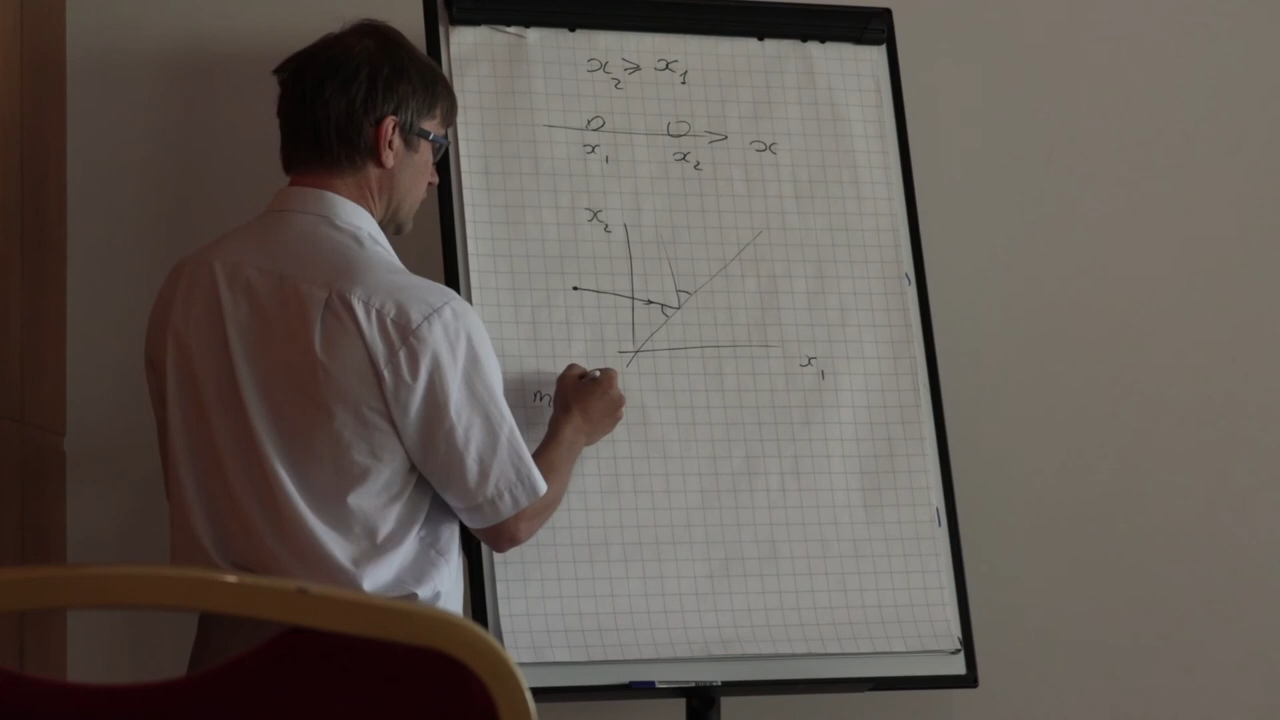 x₂ ⩾ x₁
x₁ x₂ x
x₂
x₁
m